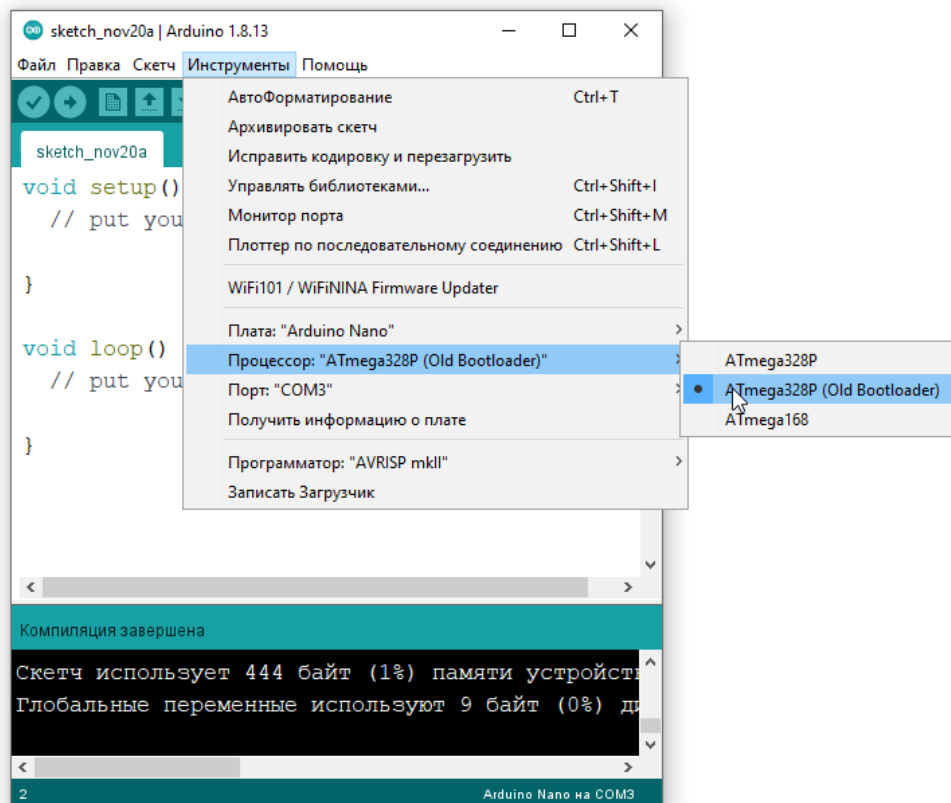 sketch_nov20a | Arduino 1.8.13
Файл Правка Скетч Инструменты Помощь
АвтоФорматирование Ctrl+T
Архивировать скетч
Исправить кодировку и перезагрузить
Управлять библиотеками... Ctrl+Shift+I
Монитор порта Ctrl+Shift+M
Плоттер по последовательному соединению Ctrl+Shift+L
WiFi101 / WiFiNINA Firmware Updater
Плата: "Arduino Nano"
Процессор: "ATmega328P (Old Bootloader)"
Порт: "COM3"
Получить информацию о плате
Программатор: "AVRISP mkII"
Записать Загрузчик
ATmega328P
ATmega328P (Old Bootloader)
ATmega168
sketch_nov20a
void setup()
// put you
}
void loop()
// put you
}
Компиляция завершена
Скетч использует 444 байт (1%) памяти
Глобальные переменные используют 9 байт (0%)
2 Arduino Nano на COM3